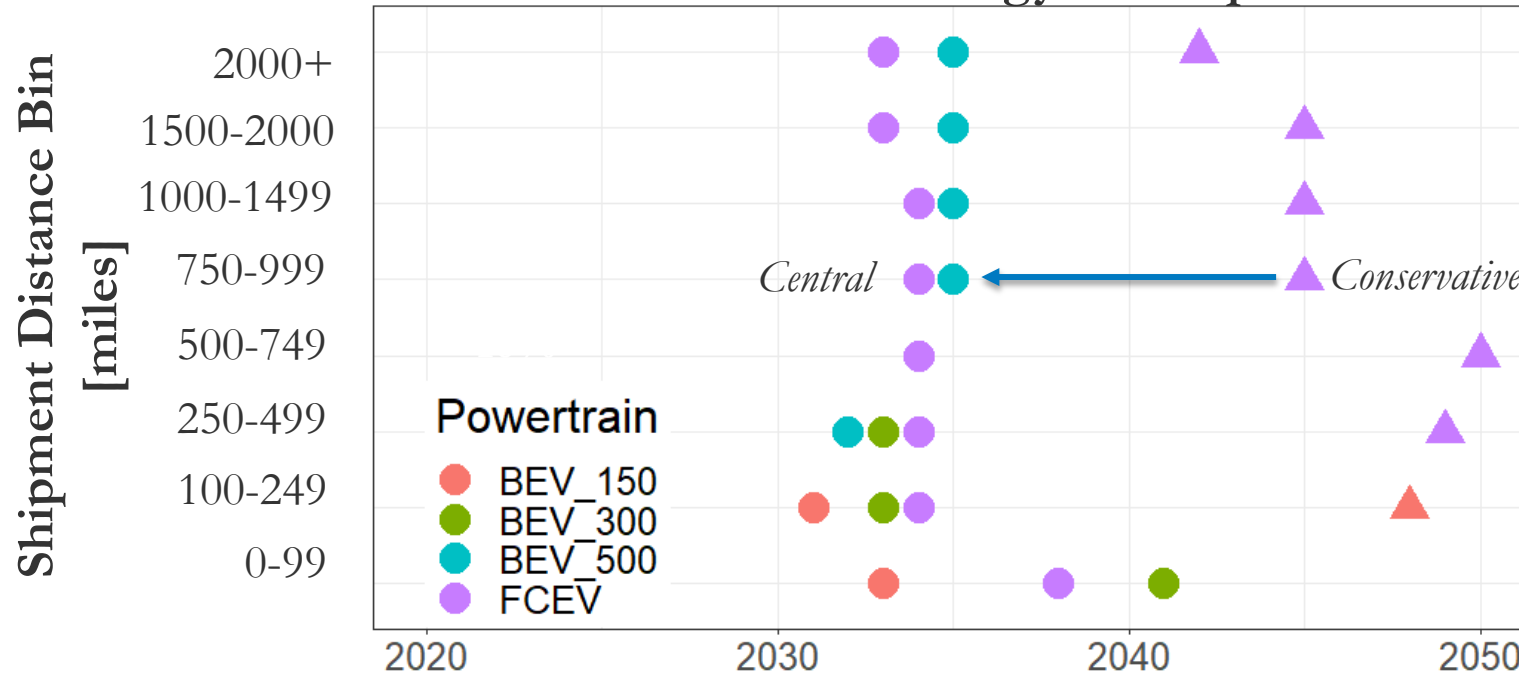 Shipment Distance Bin
[miles]
2000+
1500-2000
1000-1499
750-999
500-749
250-499
100-249
0-99
Central
Conservative
Powertrain
BEV_150
BEV_300
BEV_500
FCEV
2020
2030
2040
2050